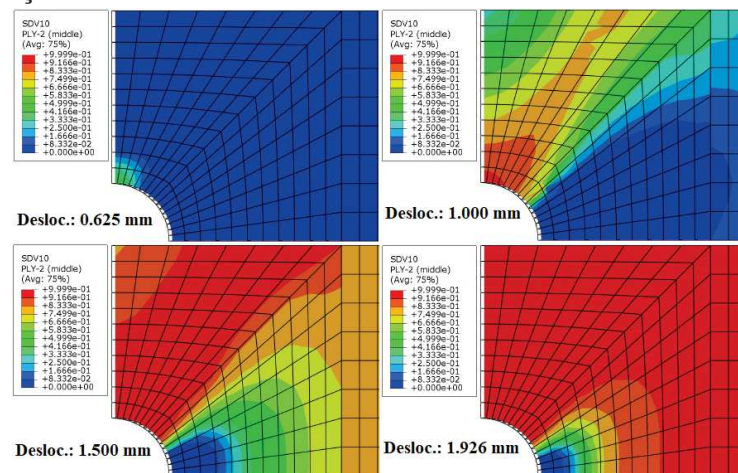 SDV10
PLY-2 (middle)
(Avg: 75%)
+9.999e-01
+9.166e-01
+8.333e-01
+7.499e-01
+6.666e-01
+5.833e-01
+4.999e-01
+4.166e-01
+3.333e-01
+2.500e-01
+1.666e-01
+8.332e-02
+0.000e+00
Desloc.: 0.625 mm
SDV10
PLY-2 (middle)
(Avg: 75%)
+9.999e-01
+9.166e-01
+8.333e-01
+7.499e-01
+6.666e-01
+5.833e-01
+4.999e-01
+4.166e-01
+3.333e-01
+2.500e-01
+1.666e-01
+8.332e-02
+0.000e+00
Desloc.: 1.000 mm
SDV10
PLY-2 (middle)
(Avg: 75%)
+9.999e-01
+9.166e-01
+8.333e-01
+7.499e-01
+6.666e-01
+5.833e-01
+4.999e-01
+4.166e-01
+3.333e-01
+2.500e-01
+1.666e-01
+8.332e-02
+0.000e+00
Desloc.: 1.500 mm
SDV10
PLY-2 (middle)
(Avg: 75%)
+9.999e-01
+9.166e-01
+8.333e-01
+7.499e-01
+6.666e-01
+5.833e-01
+4.999e-01
+4.166e-01
+3.333e-01
+2.500e-01
+1.666e-01
+8.332e-02
+0.000e+00
Desloc.: 1.926 mm